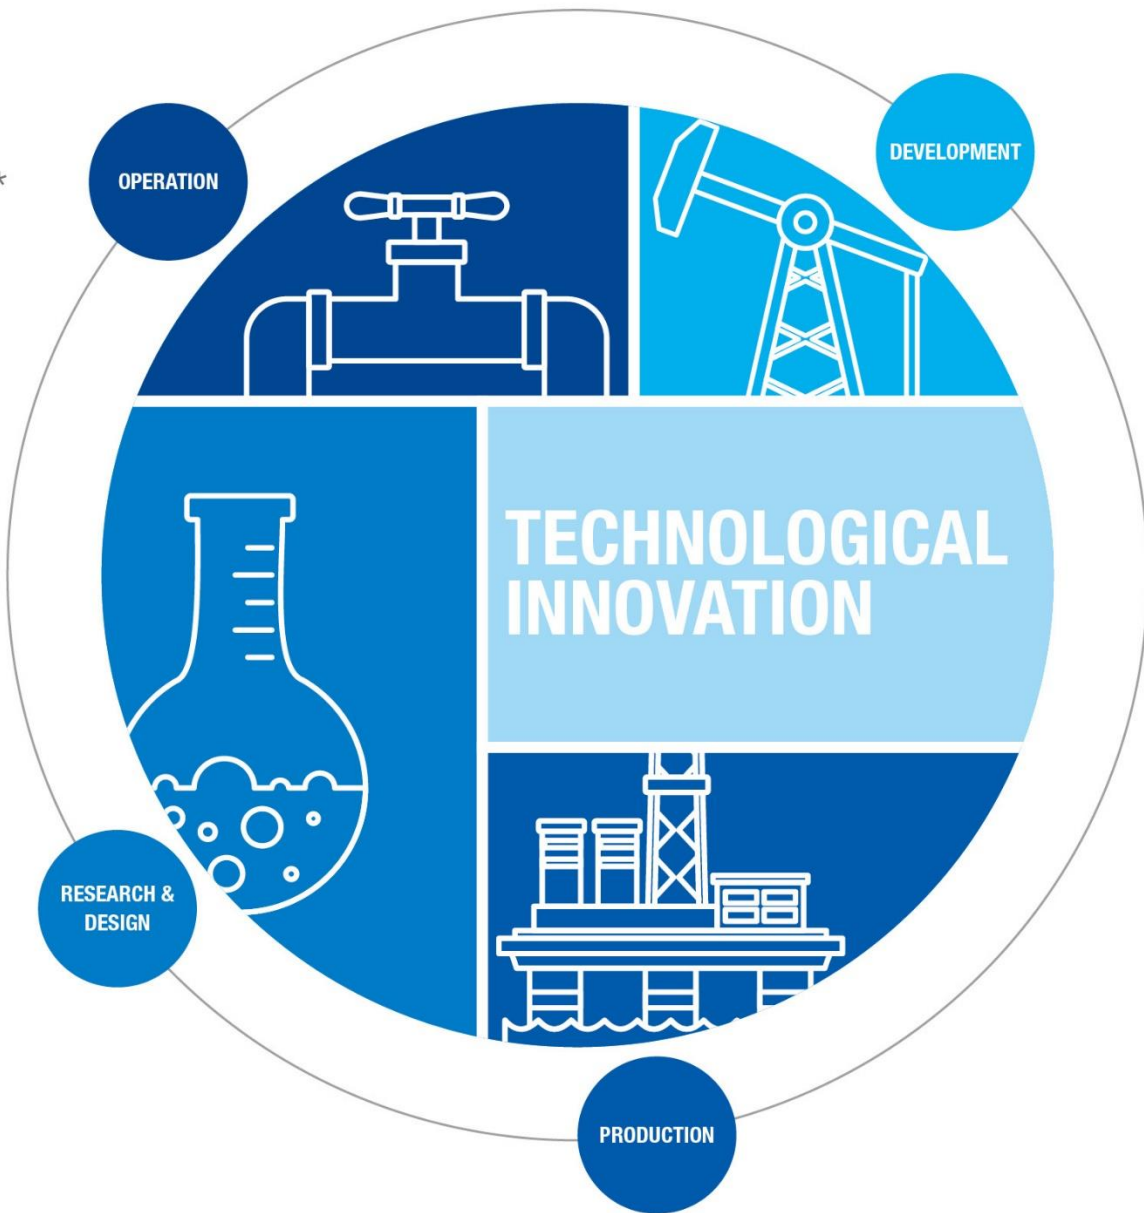 DEVELOPMENT
OPERATION
*
TECHNOLOGICAL
INNOVATION
RESEARCH &
DESIGN
PRODUCTION